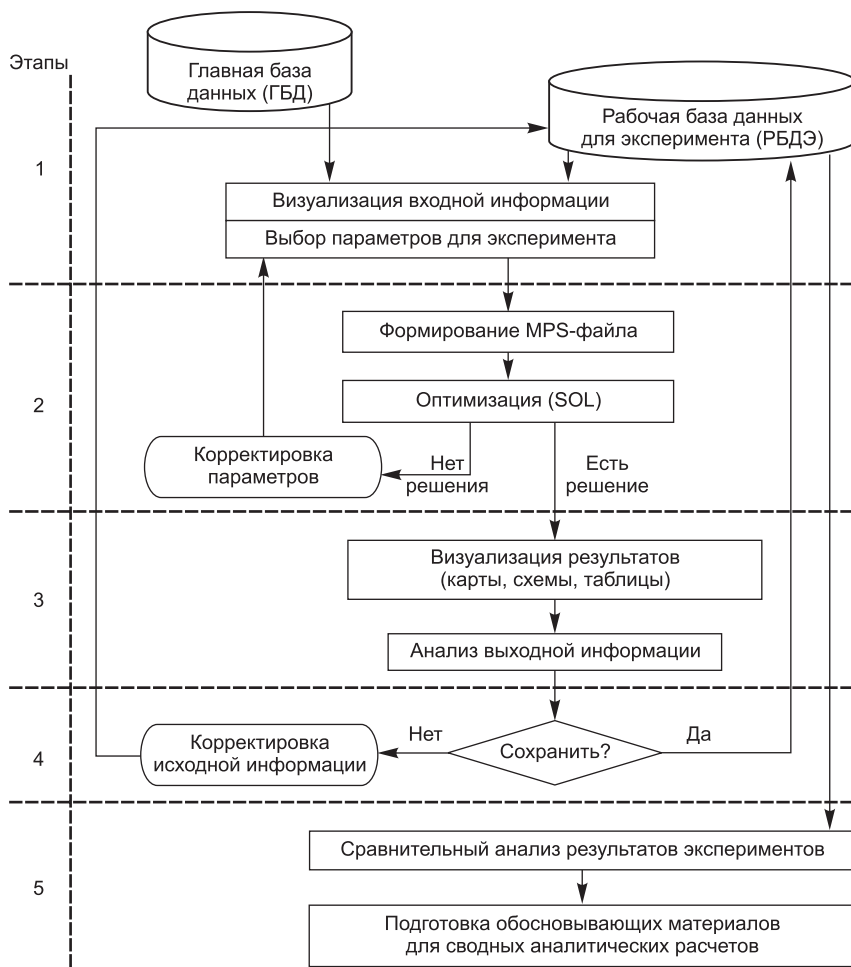 Этапы
Главная база
данных (ГБД)
Рабочая база данных
для эксперимента (РБДЭ)
1
Визуализация входной информации
Выбор параметров для эксперимента
Формирование MPS-файла
2
Оптимизация (SOL)
Корректировка
параметров
Нет
решения
Есть
решение
Визуализация результатов
(карты, схемы, таблицы)
3
Анализ выходной информации
4
Корректировка
исходной информации
Нет
Сохранить?
Да
Сравнительный анализ результатов экспериментов
5
Подготовка обосновывающих материалов
для сводных аналитических расчетов